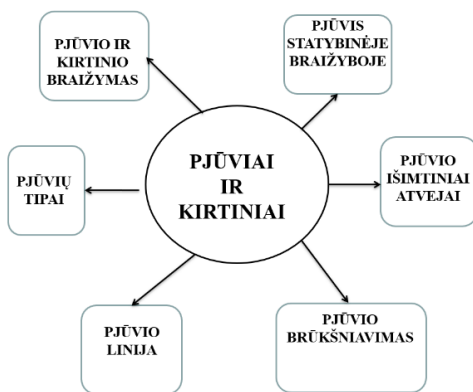 PJŪVIO IR
KIRTINIO
BRAIŽYMAS
PJŪVIS
STATYBINĖJE
BRAIŽYBOJE
PJŪVIŲ
TIPAI
PJŪVIAI
IR
KIRTINIAI
PJŪVIO
IŠIMTINIAI
ATVEJAI
PJŪVIO
LINIJA
PJŪVIO
BRŪKŠNIAVIMAS